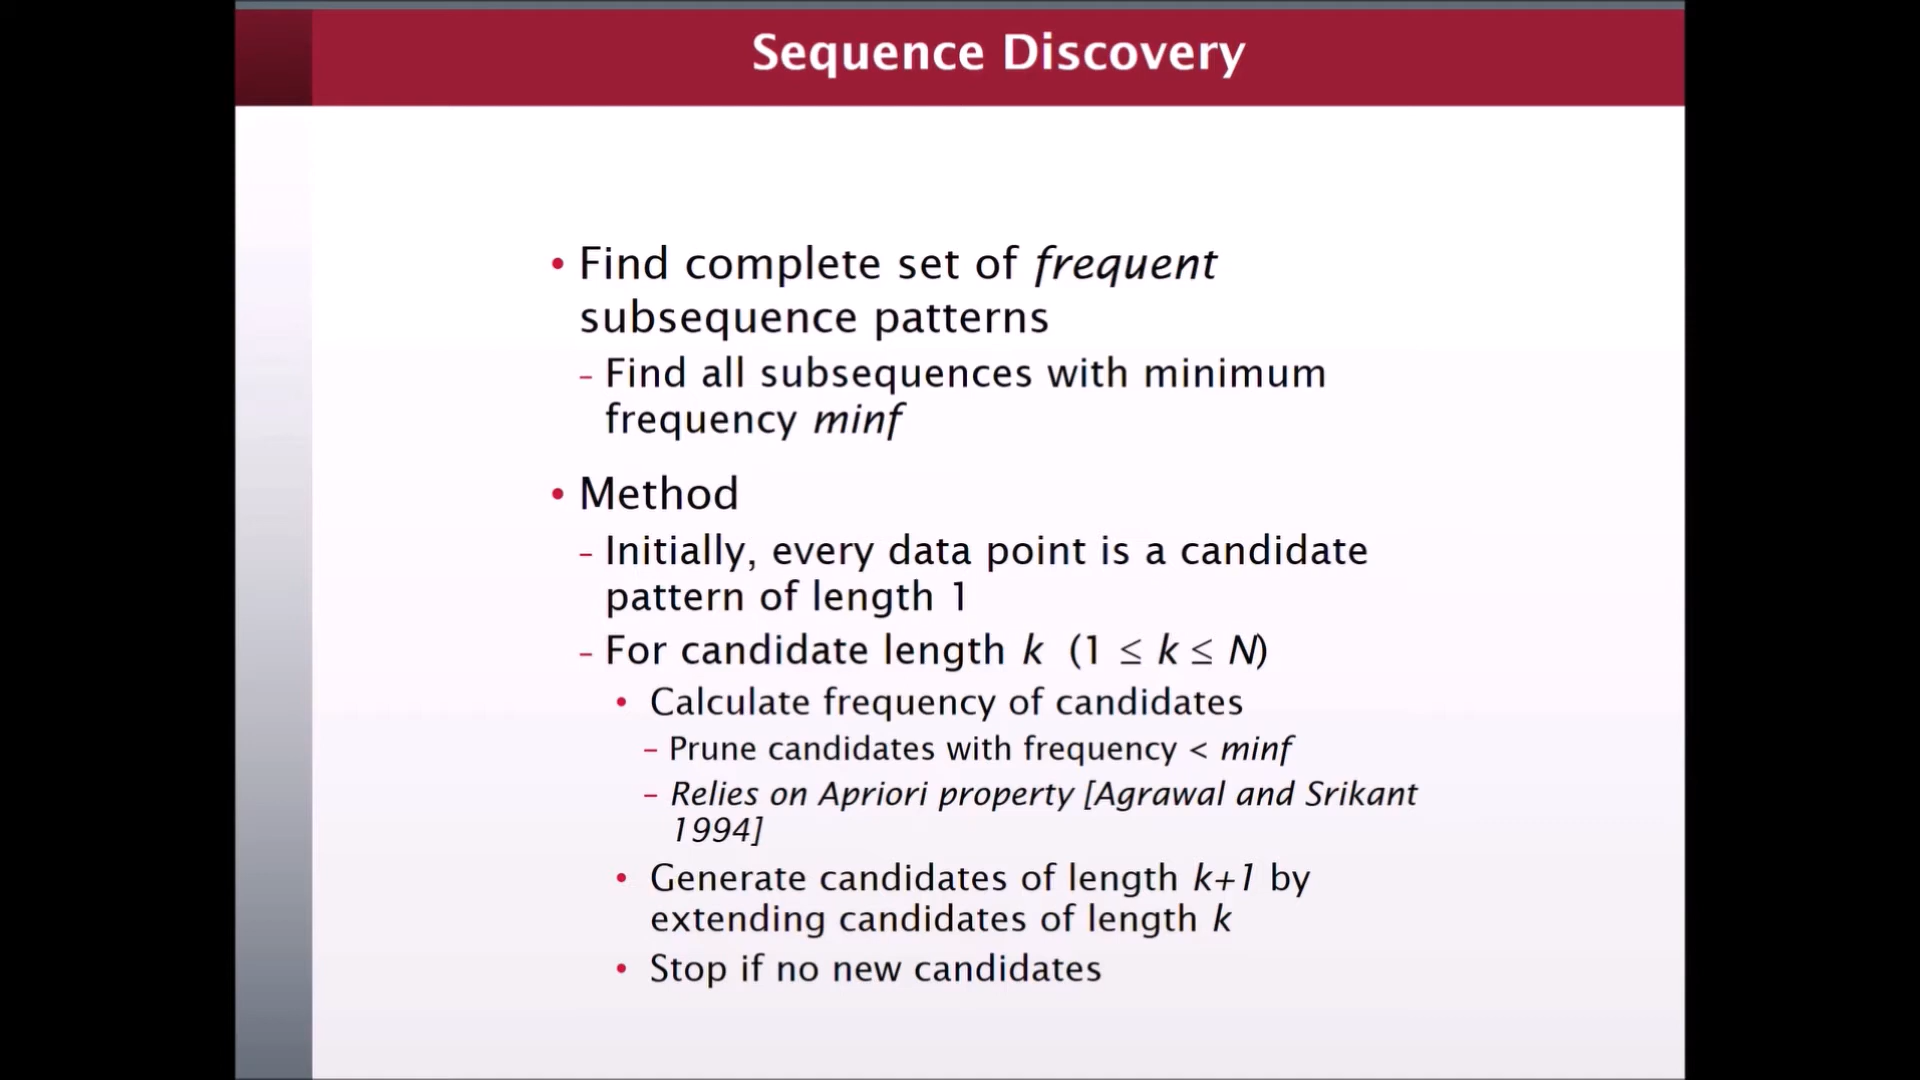 Sequence Discovery
• Find complete set of frequent
subsequence patterns
– Find all subsequences with minimum
frequency minf
• Method
– Initially, every data point is a candidate
pattern of length 1
– For candidate length k (1 ≤ k ≤ N)
• Calculate frequency of candidates
– Prune candidates with frequency < minf
– Relies on Apriori property [Agrawal and Srikant
1994]
• Generate candidates of length k+1 by
extending candidates of length k
• Stop if no new candidates